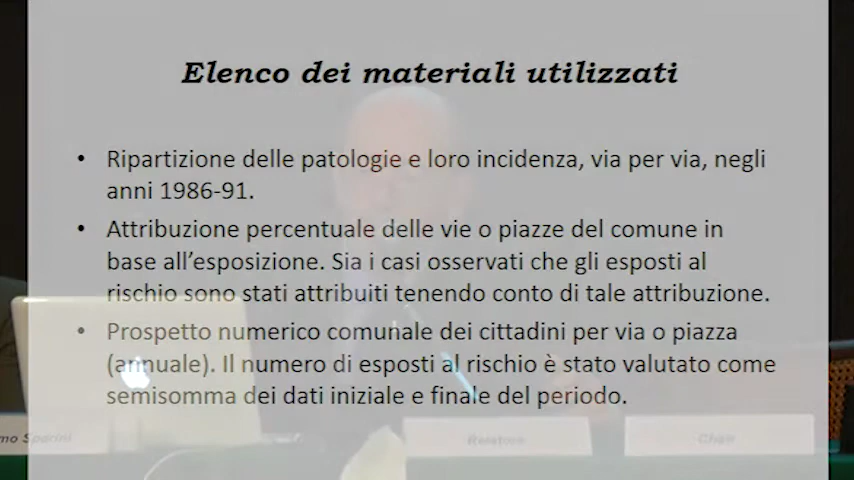 Elenco dei materiali utilizzati
• Ripartizione delle patologie e loro incidenza, via per via, negli
anni 1986-91.
• Attribuzione percentuale delle vie o piazze del comune in
base all’esposizione. Sia i casi osservati che gli esposti al
rischio sono stati attribuiti tenendo conto di tale attribuzione.
• Prospetto numerico comunale dei cittadini per via o piazza
(annuale). Il numero di esposti al rischio è stato valutato come
semisomma dei dati iniziale e finale del periodo.
Relatore
Chair